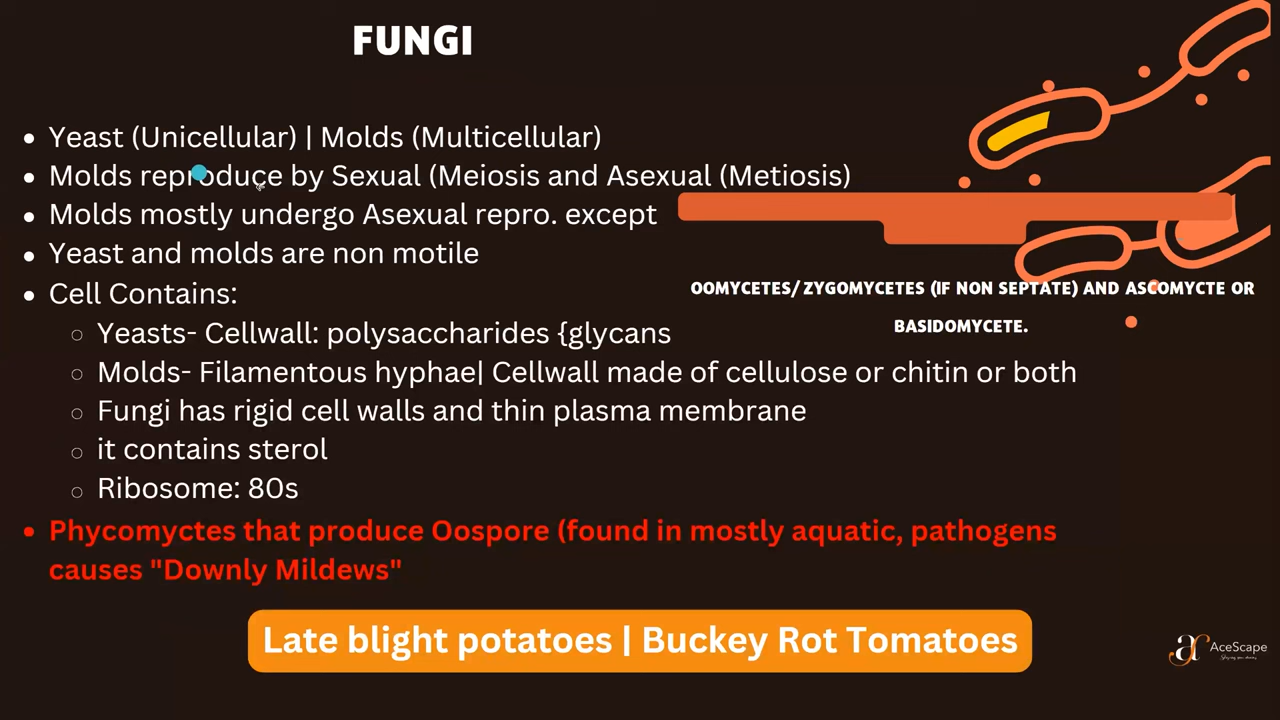 FUNGI
Yeast (Unicellular) | Molds (Multicellular)
Molds reproduce by Sexual (Meiosis and Asexual (Metiosis)
Molds mostly undergo Asexual repro. except
Yeast and molds are non motile
OOMYCETES/ ZYGOMYCETES (IF NON SEPTATE) AND ASCOMYCTE OR
BASIDOMYCETE.
Cell Contains:
Yeasts- Cellwall: polysaccharides {glycans
Molds- Filamentous hyphae| Cellwall made of cellulose or chitin or both
Fungi has rigid cell walls and thin plasma membrane
it contains sterol
Ribosome: 80s
Phycomyctes that produce Oospore (found in mostly aquatic, pathogens
causes "Downly Mildews"
Late blight potatoes | Buckey Rot Tomatoes
AceScape